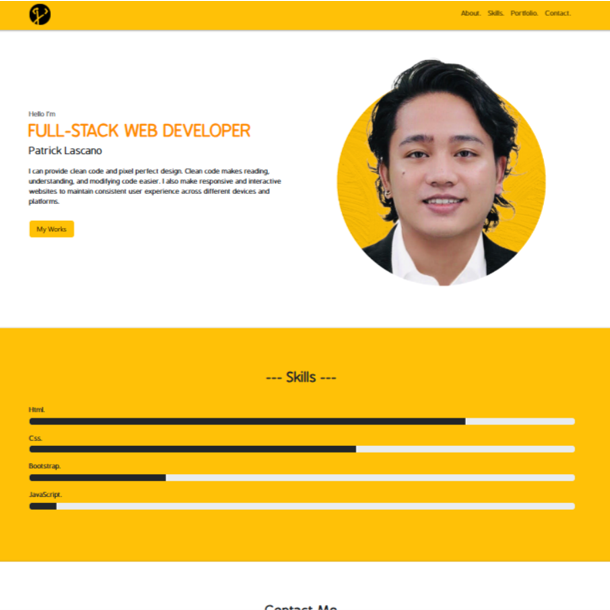 About. Skills. Portfolio. Contact.
Hello I'm
FULL-STACK WEB DEVELOPER
Patrick Lascano
I can provide clean code and pixel perfect design. Clean code makes reading,
understanding, and modifying code easier. I also make responsive and interactive
websites to maintain consistent user experience across different devices and
platforms.
My Works
--- Skills ---
Html.
Css.
Bootstrap.
JavaScript.
Contact Me